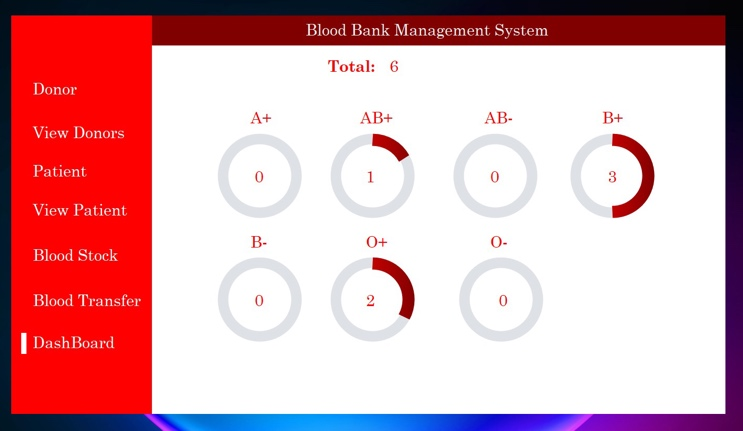 Blood Bank Management System
Total: 6
Donor
View Donors
Patient
View Patient
Blood Stock
Blood Transfer
DashBoard
A+ AB+ AB- B+
0 1 0 3
B- O+ O-
0 2 0